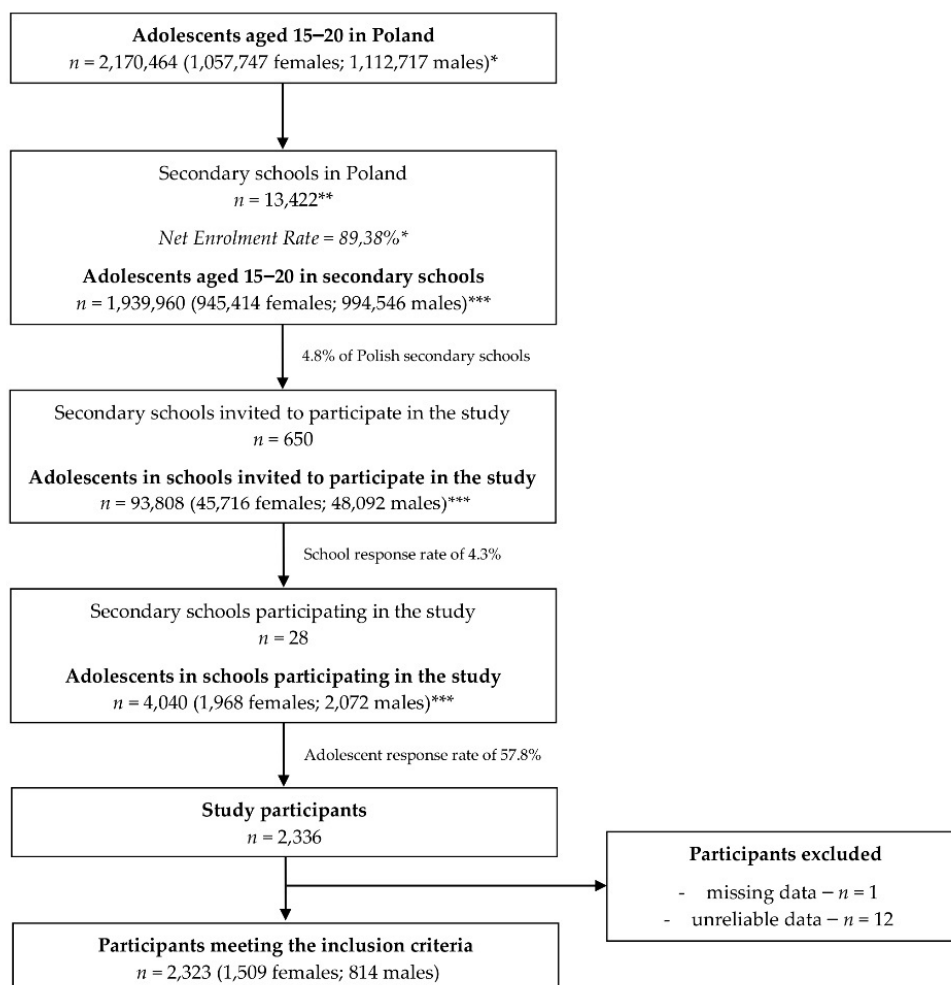 Adolescents aged 15–20 in Poland
n = 2,170,464 (1,057,747 females; 1,112,717 males)*
Secondary schools in Poland
n = 13,422**
Net Enrolment Rate = 89,38%*
Adolescents aged 15–20 in secondary schools
n = 1,939,960 (945,414 females; 994,546 males)***
4.8% of Polish secondary schools
Secondary schools invited to participate in the study
n = 650
Adolescents in schools invited to participate in the study
n = 93,808 (45,716 females; 48,092 males)***
School response rate of 4.3%
Secondary schools participating in the study
n = 28
Adolescents in schools participating in the study
n = 4,040 (1,968 females; 2,072 males)***
Adolescent response rate of 57.8%
Study participants
n = 2,336
Participants excluded
- missing data – n = 1
- unreliable data – n = 12
Participants meeting the inclusion criteria
n = 2,323 (1,509 females; 814 males)